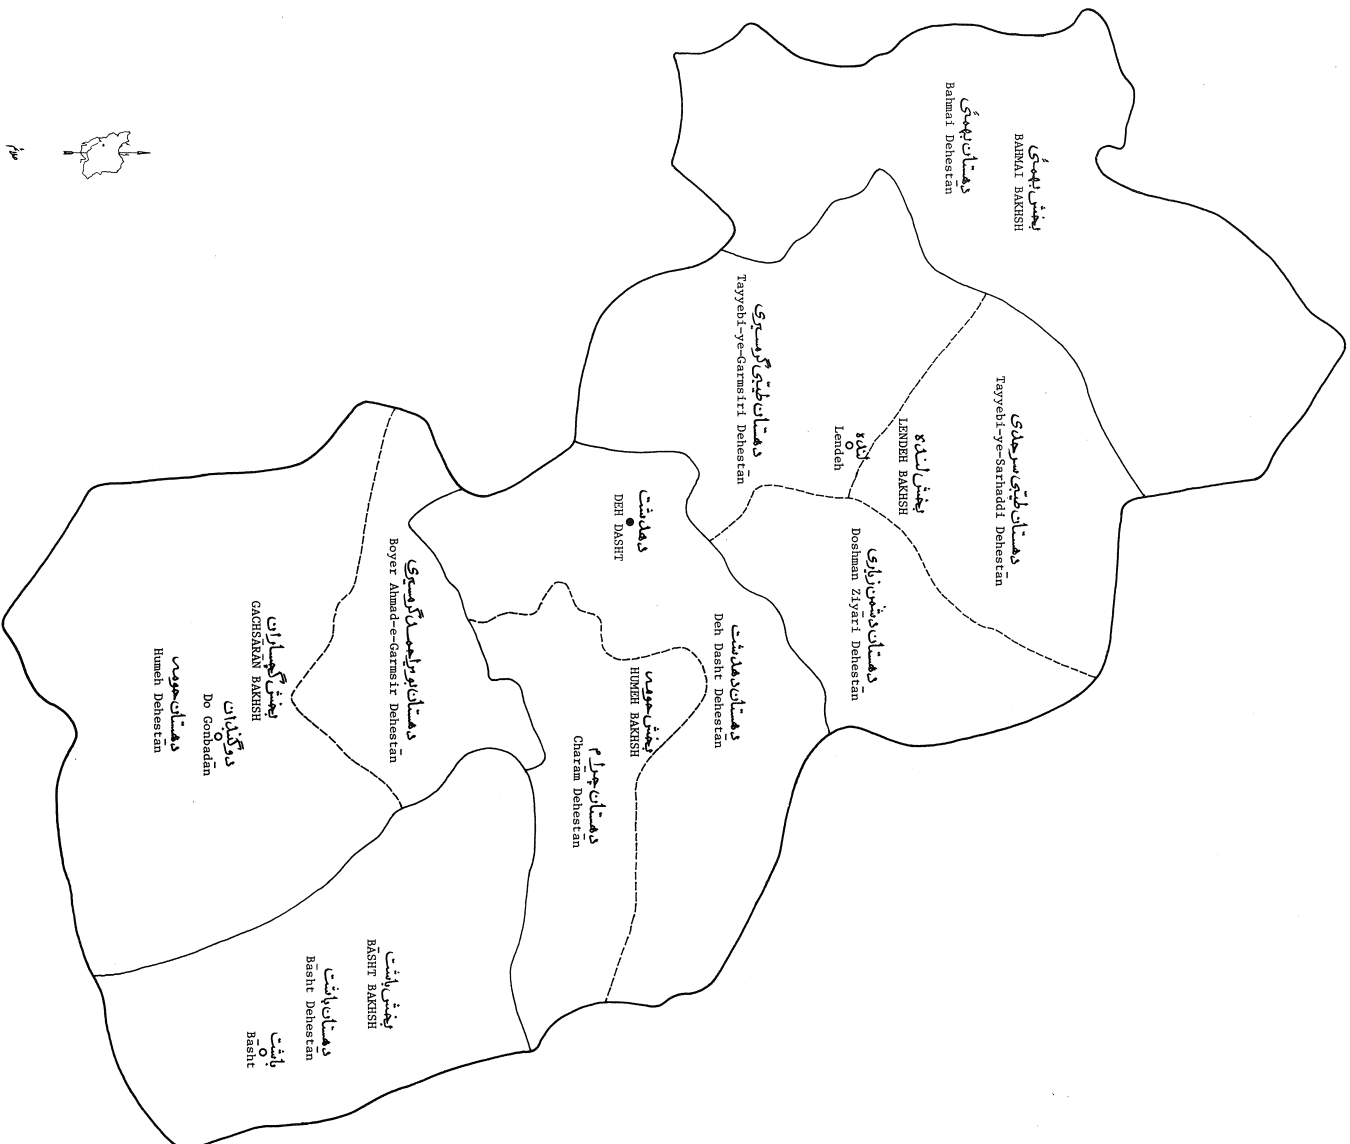 بخش بهمئی
BAHMAI BAKHSH
دهستان بهمئی
Bahmai Dehestān
دهستان طیبی سرحدی
Tayyebi-ye-Sarhaddi Dehestān
بخش لنده
LENDEH BAKHSH
لنده
Lendeh
دهستان طیبی گرمسیری
Tayyebi-ye-Garmsiri Dehestān
دهستان دشمن زیاری
Doshman Ziyāri Dehestān
دهدشت
DEH DASHT
دهستان دهدشت
Deh Dasht Dehestān
بخش حومه
HUMEH BAKHSH
دهستان چرام
Charām Dehestān
دهستان بویراحمد گرمسیری
Boyer Ahmad-e-Garmsir Dehestān
بخش گچساران
GACHSĀRĀN BAKHSH
دوگنبدان
Do Gonbadān
دهستان حومه
Humeh Dehestān
بخش باشت
BĀSHT BAKHSH
دهستان باشت
Bāsht Dehestān
باشت
Bāsht